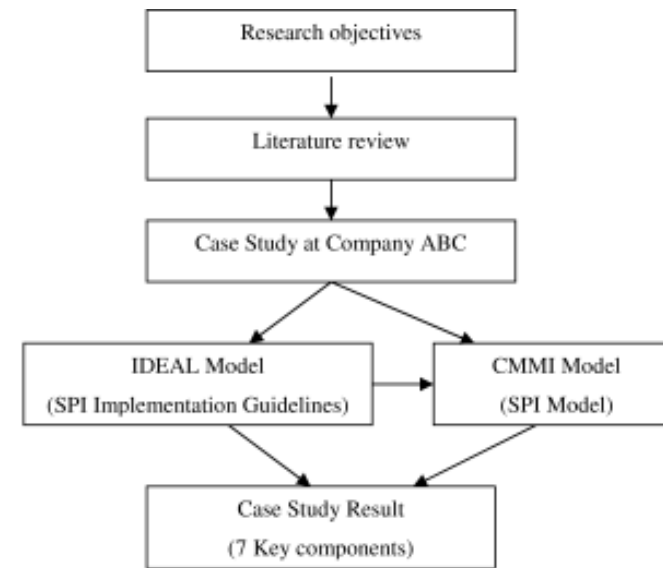 Research objectives
Literature review
Case Study at Company ABC
IDEAL Model
(SPI Implementation Guidelines)
CMMI Model
(SPI Model)
Case Study Result
(7 Key components)